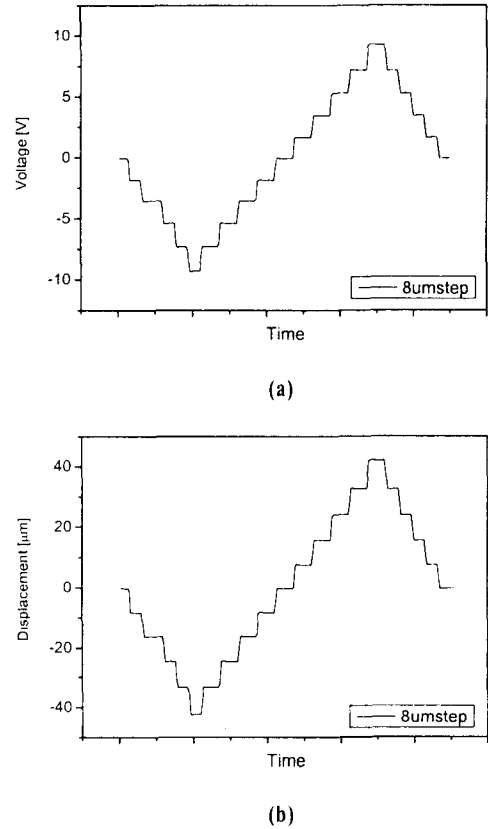 10
5
0
-5
-10
Voltage [V]
8umstep
Time
(a)
40
20
0
-20
-40
Displacement [μm]
8umstep
Time
(b)